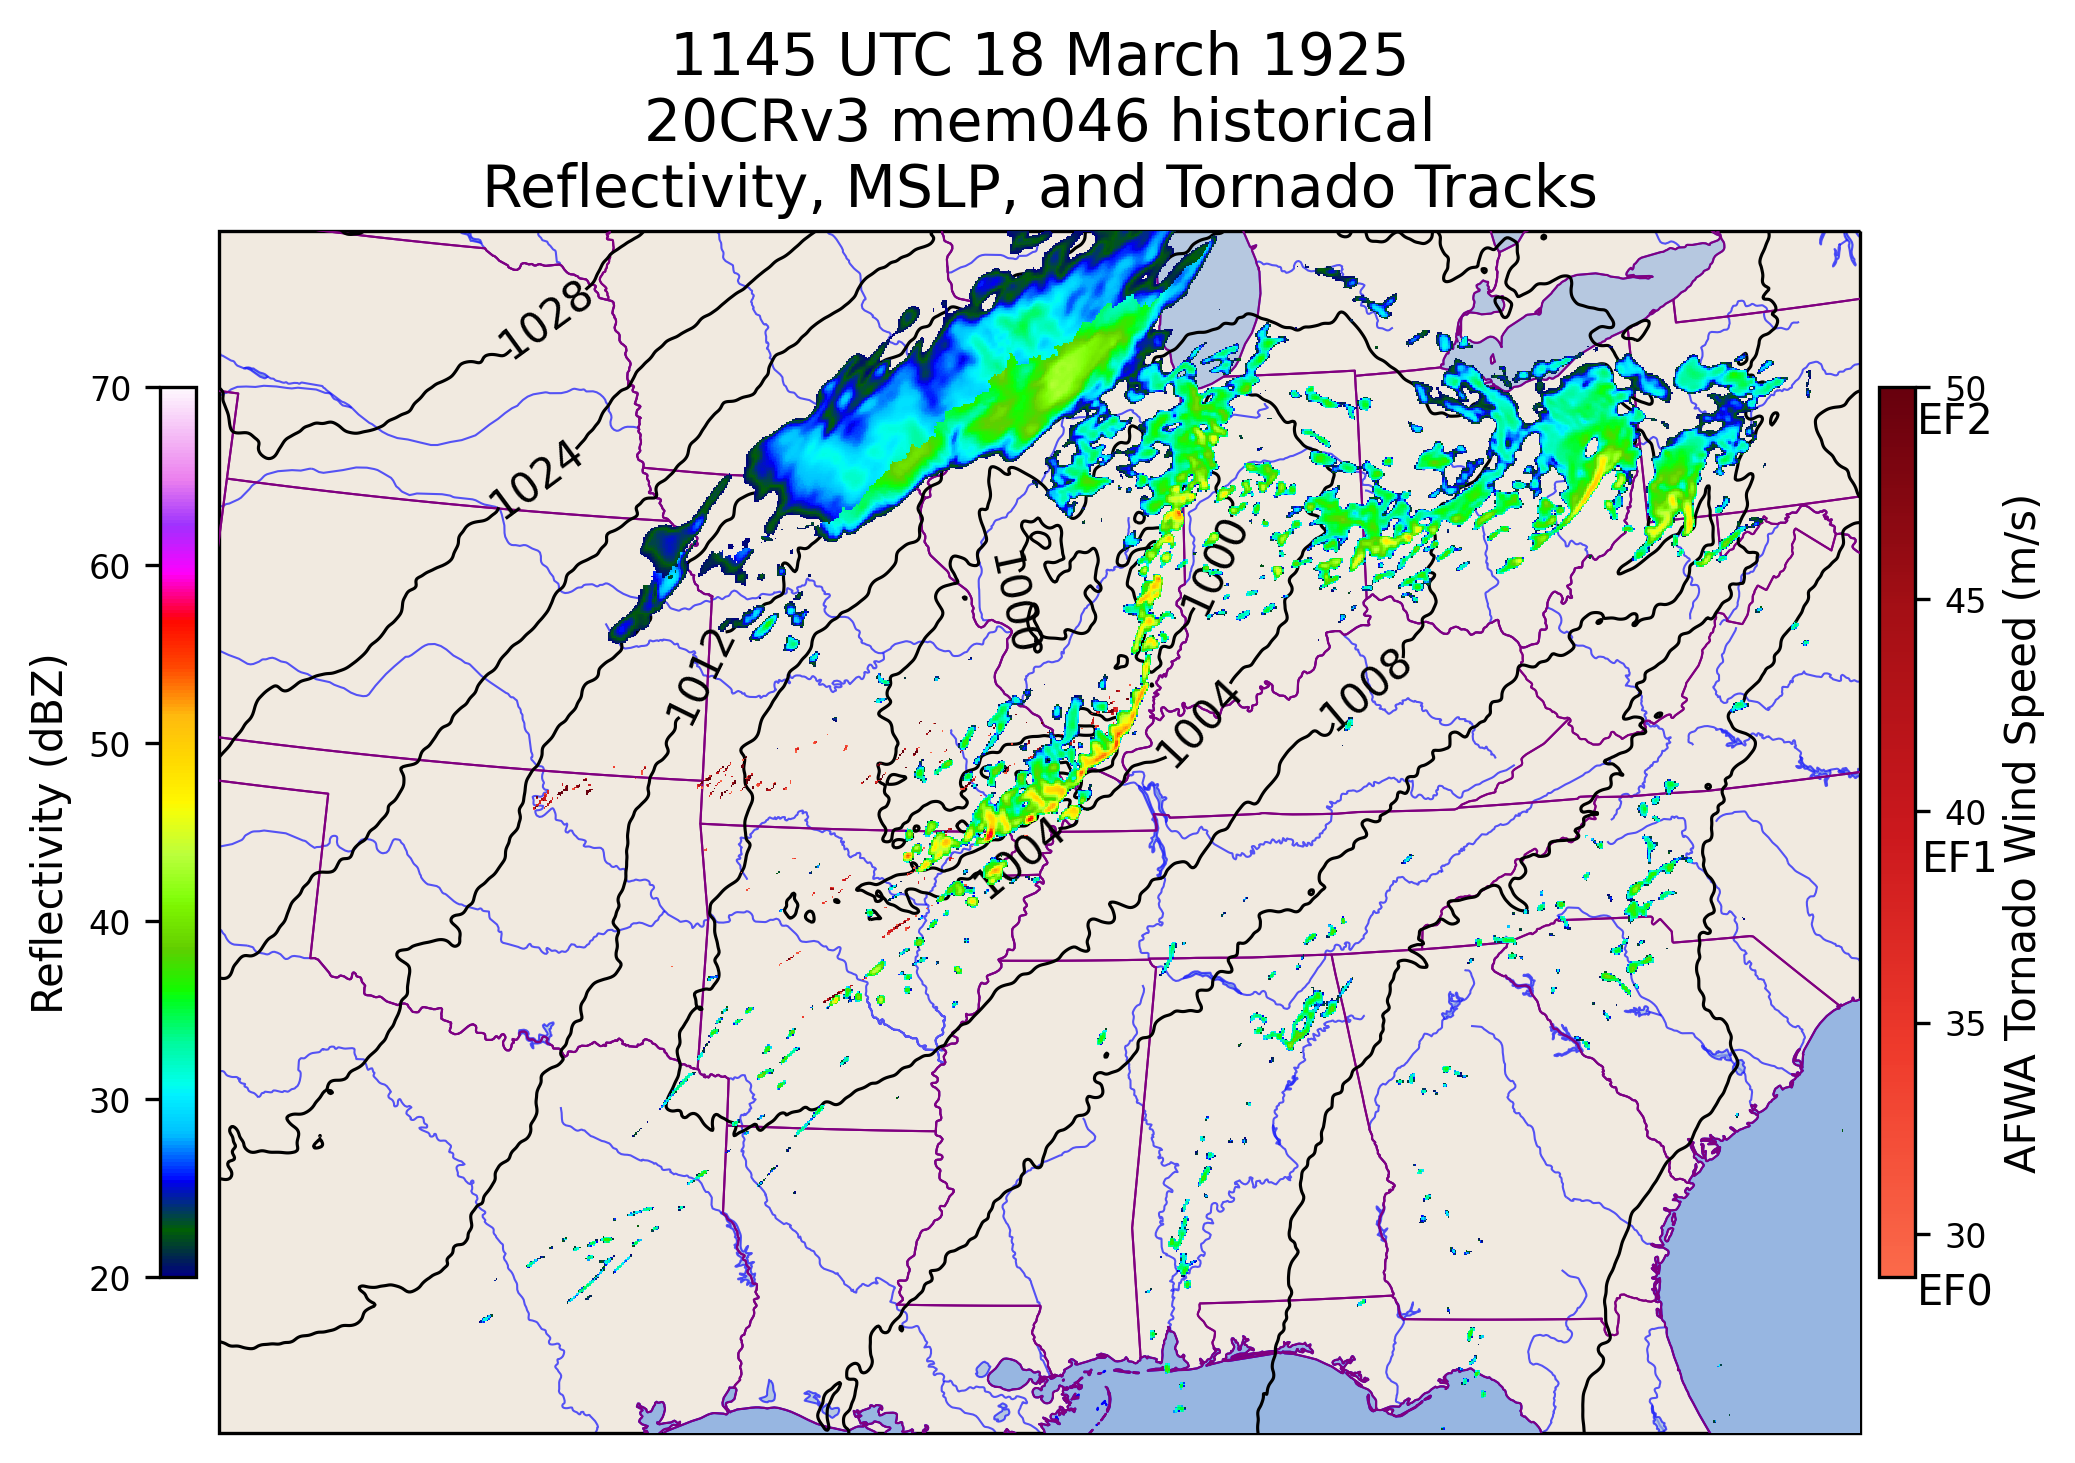 1145 UTC 18 March 1925
20CRv3 mem046 historical
Reflectivity, MSLP, and Tornado Tracks
1028
1024
1012
1000
1000
1004
1008
1004
Reflectivity (dBZ)
70
60
50
40
30
20
50
EF2
45
40
EF1
35
30
EF0
AFWA Tornado Wind Speed (m/s)